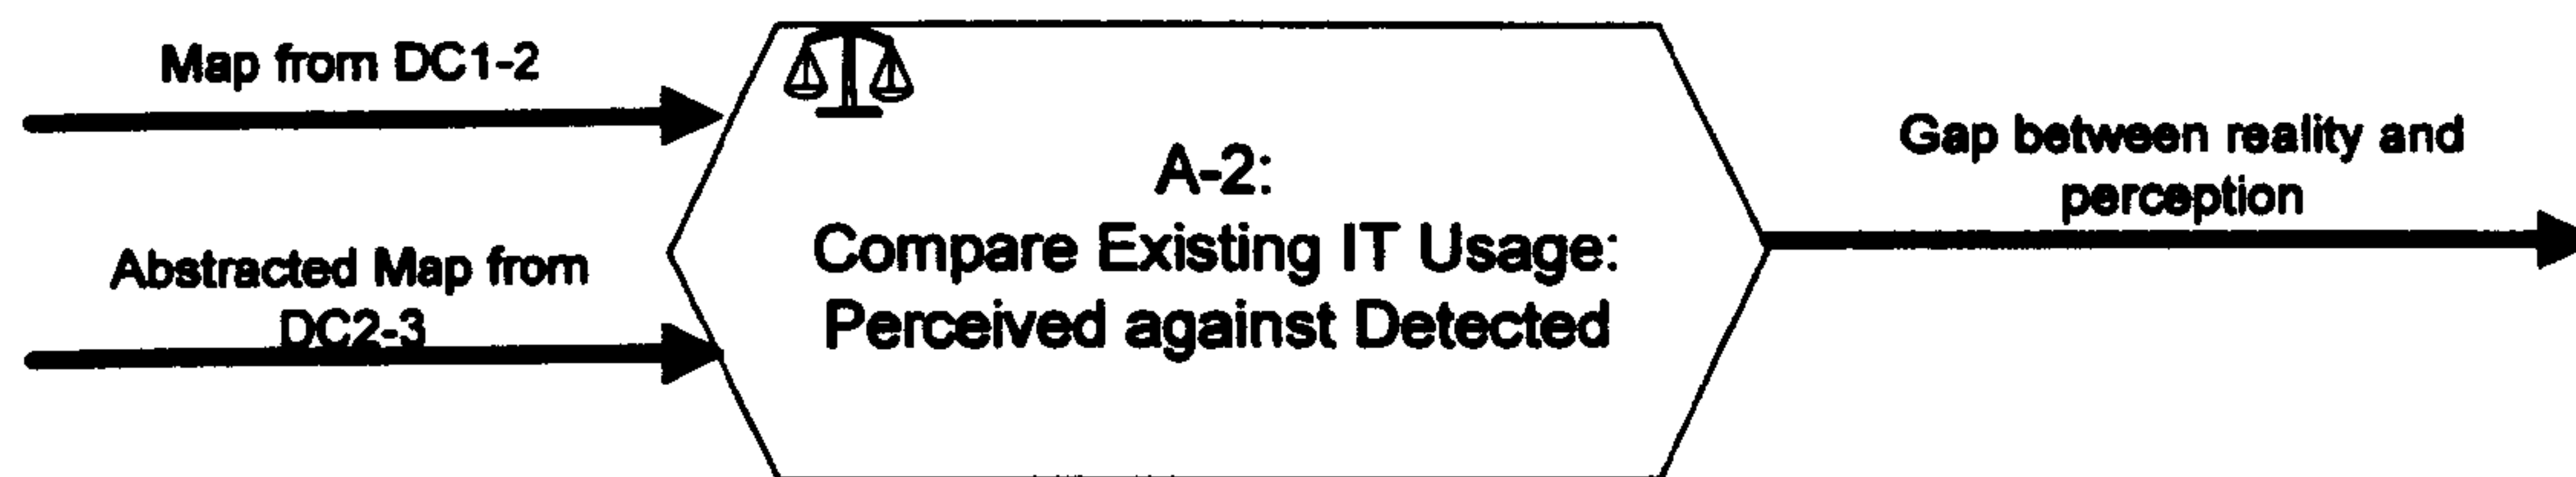 Map from DC1-2
Abstracted Map from
DC2-3
A-2:
Compare Existing IT Usage:
Perceived against Detected
Gap between reality and
perception